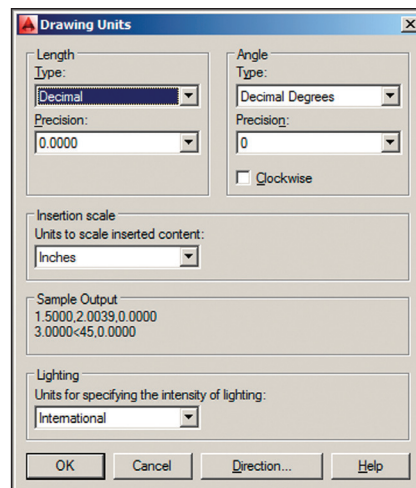 Drawing Units
Length
Type:
Decimal
Precision:
0.0000
Angle
Type:
Decimal Degrees
Precision:
0
Clockwise
Insertion scale
Units to scale inserted content:
Inches
Sample Output
1.5000,2.0039,0.0000
3.0000<45,0.0000
Lighting
Units for specifying the intensity of lighting:
International
OK Cancel Direction... Help